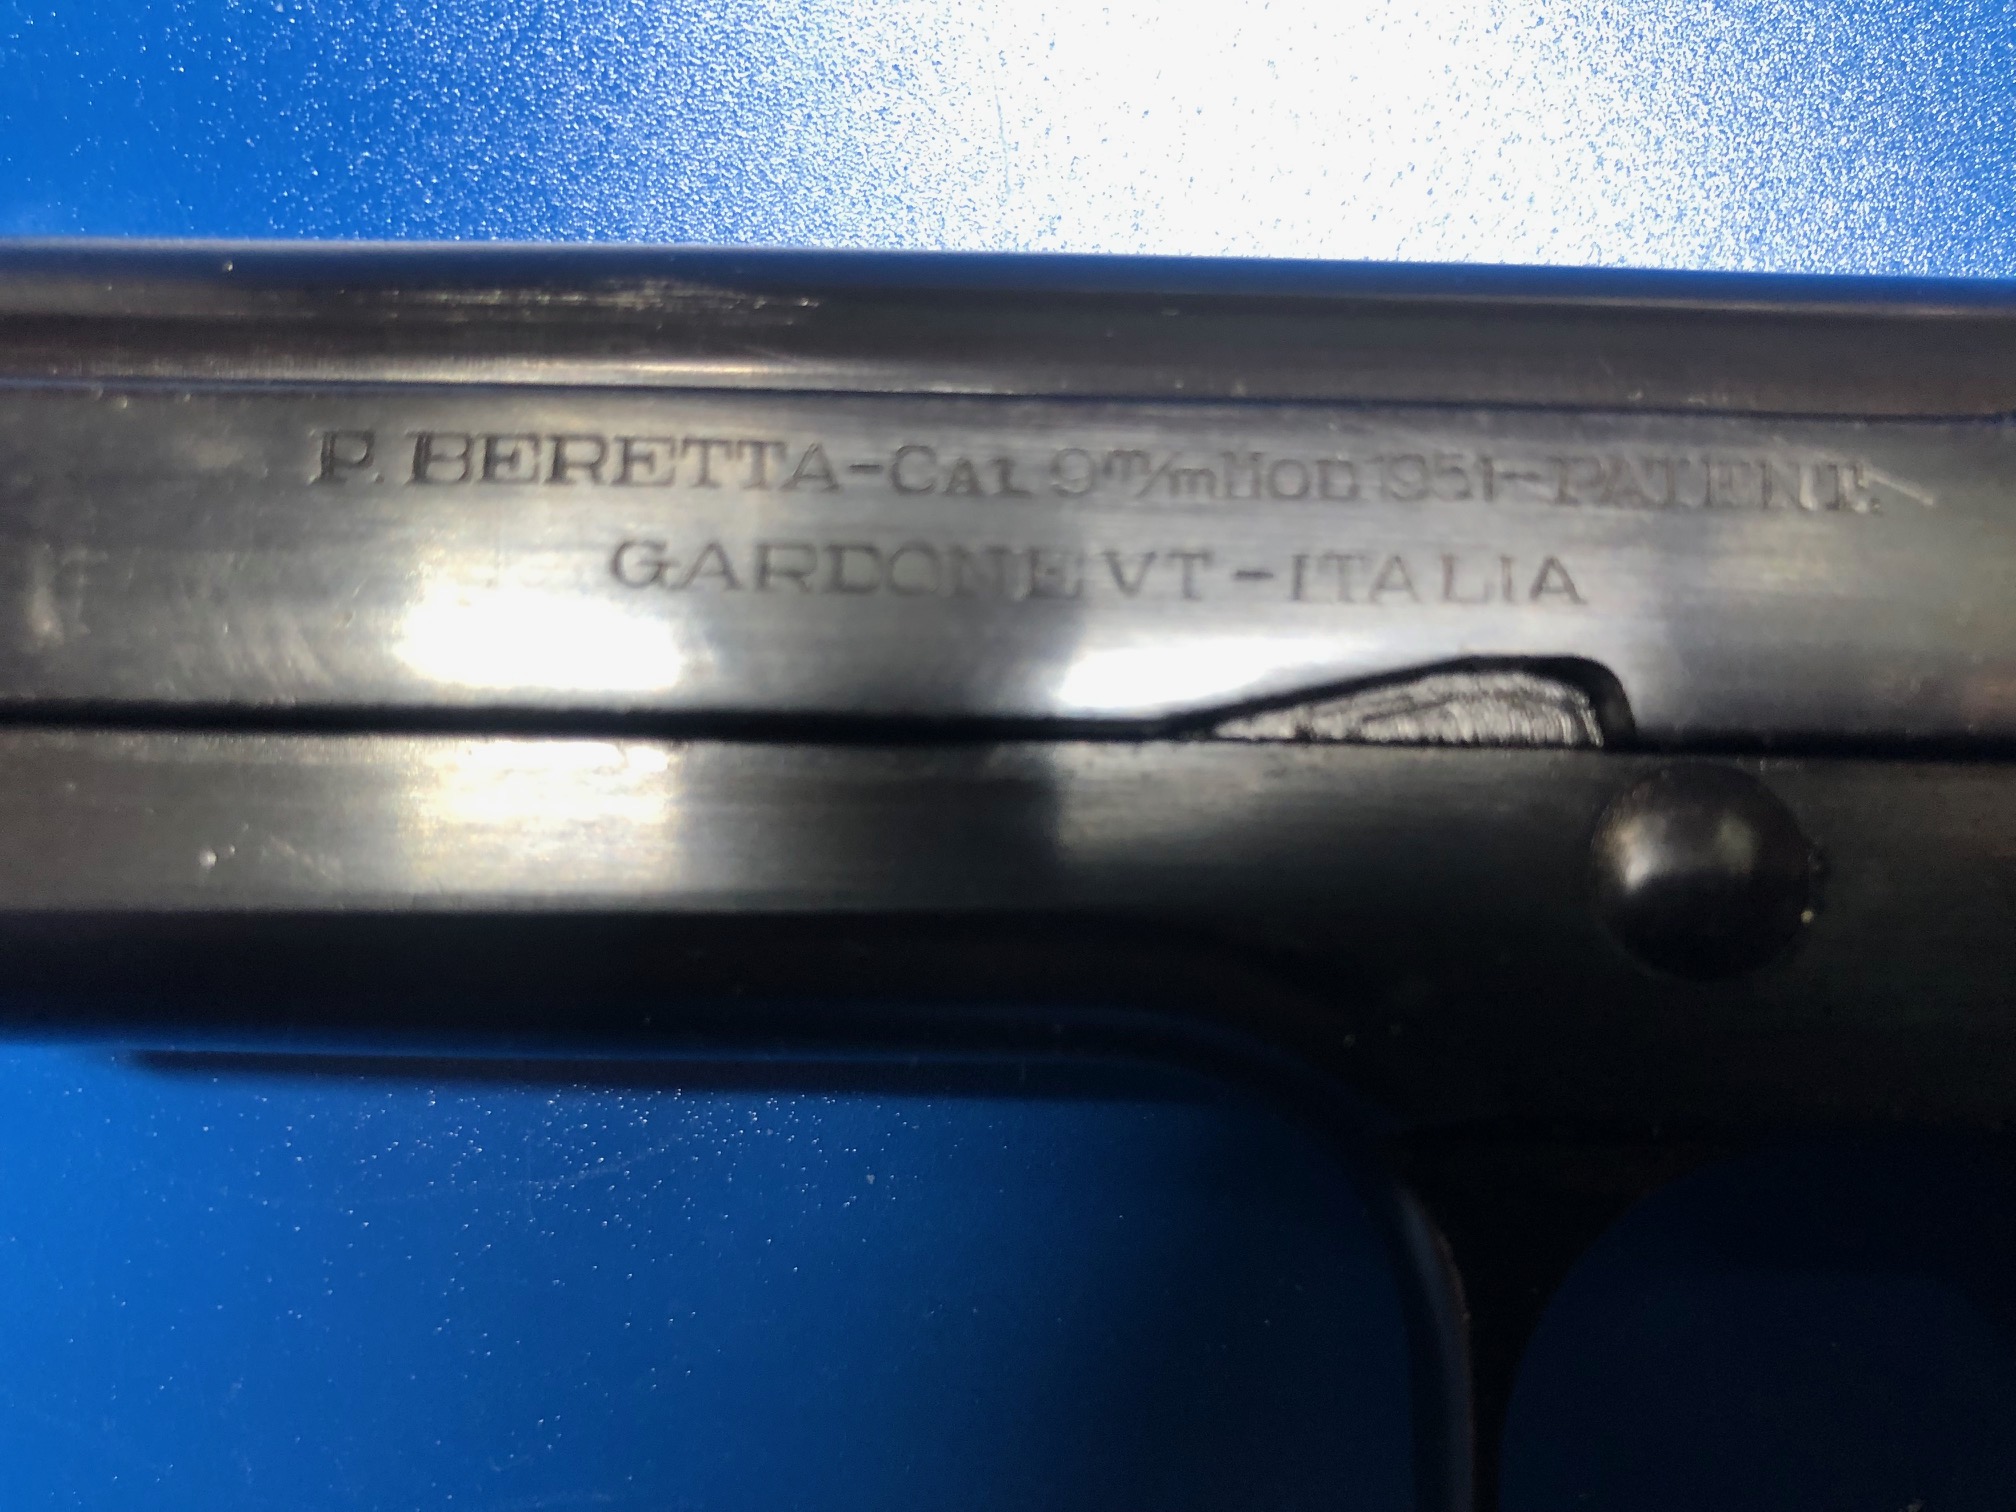 P. BERETTA-CAL 9m/m MOD 1951-PATENT.
GARDONE VT-ITALIA